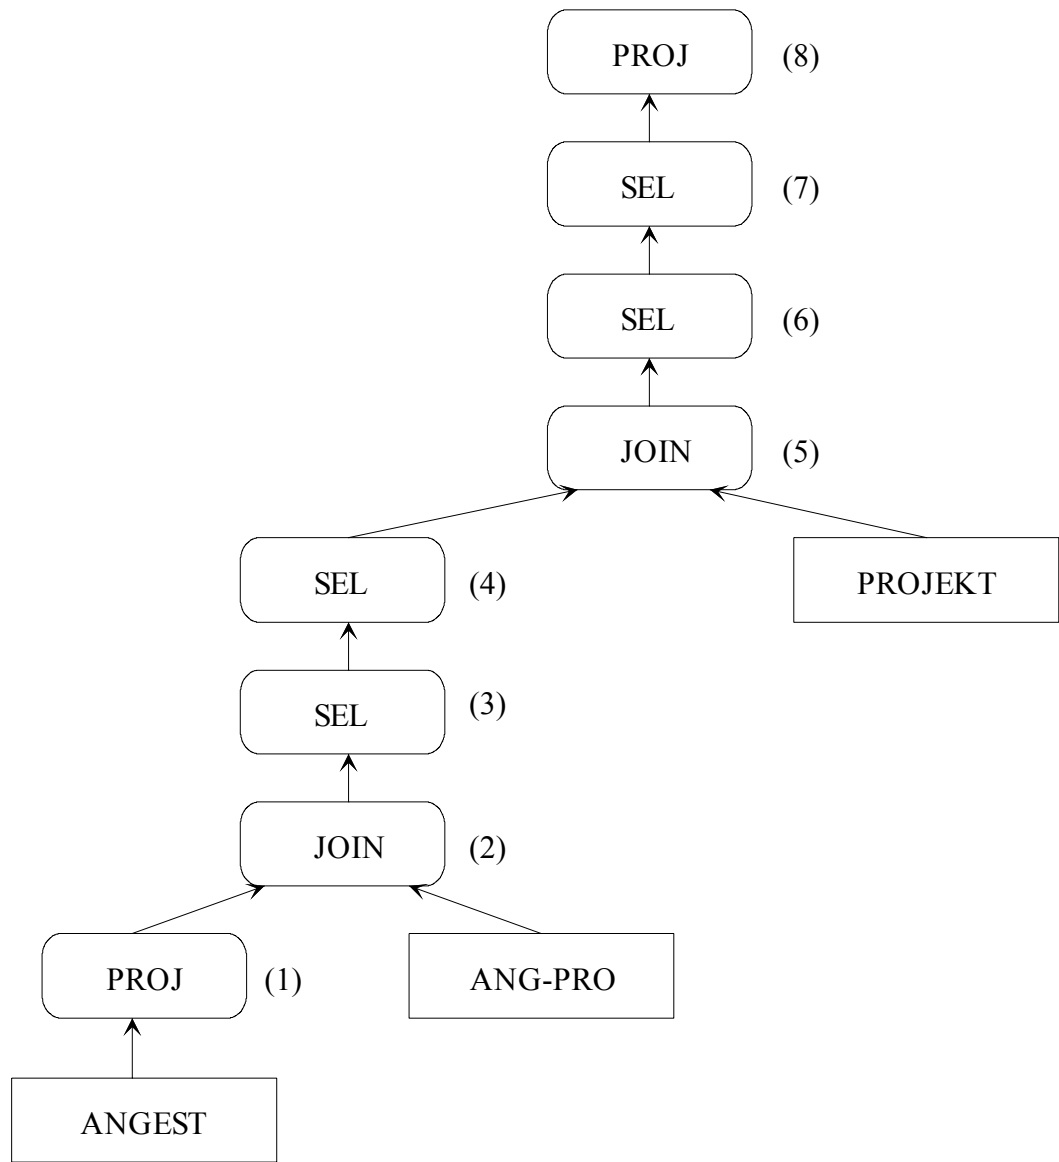 PROJ (8)
SEL (7)
SEL (6)
JOIN (5)
SEL (4) PROJEKT
SEL (3)
JOIN (2)
PROJ (1) ANG-PRO
ANGEST